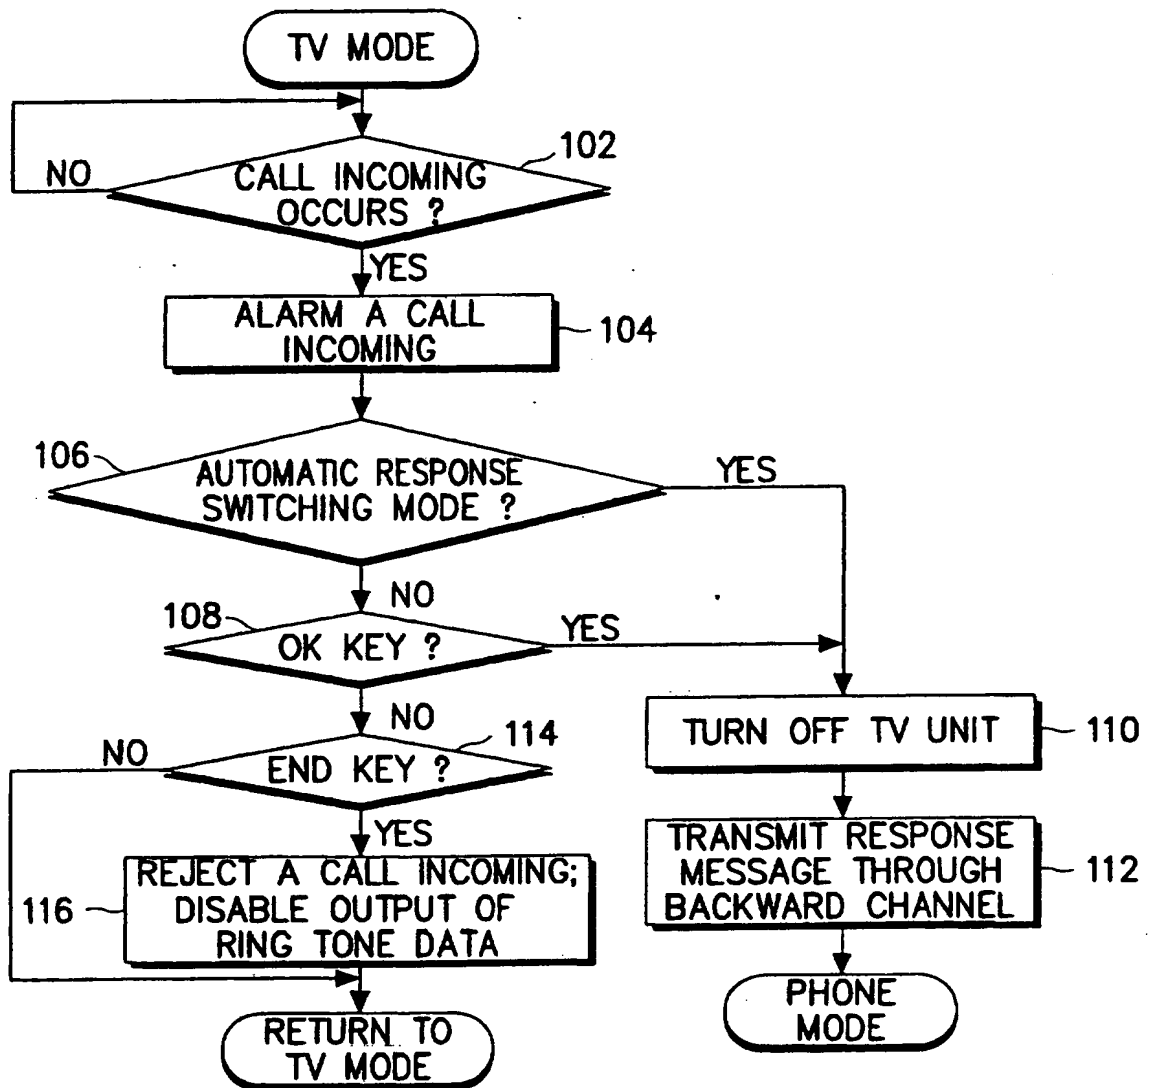 TV MODE
102
NO
CALL INCOMING
OCCURS ?
YES
ALARM A CALL
INCOMING
104
106
AUTOMATIC RESPONSE
SWITCHING MODE ?
YES
NO
108
OK KEY ?
YES
NO
114
NO
END KEY ?
TURN OFF TV UNIT
110
YES
REJECT A CALL INCOMING;
DISABLE OUTPUT OF
RING TONE DATA
116
TRANSMIT RESPONSE
MESSAGE THROUGH
BACKWARD CHANNEL
112
PHONE
MODE
RETURN TO
TV MODE